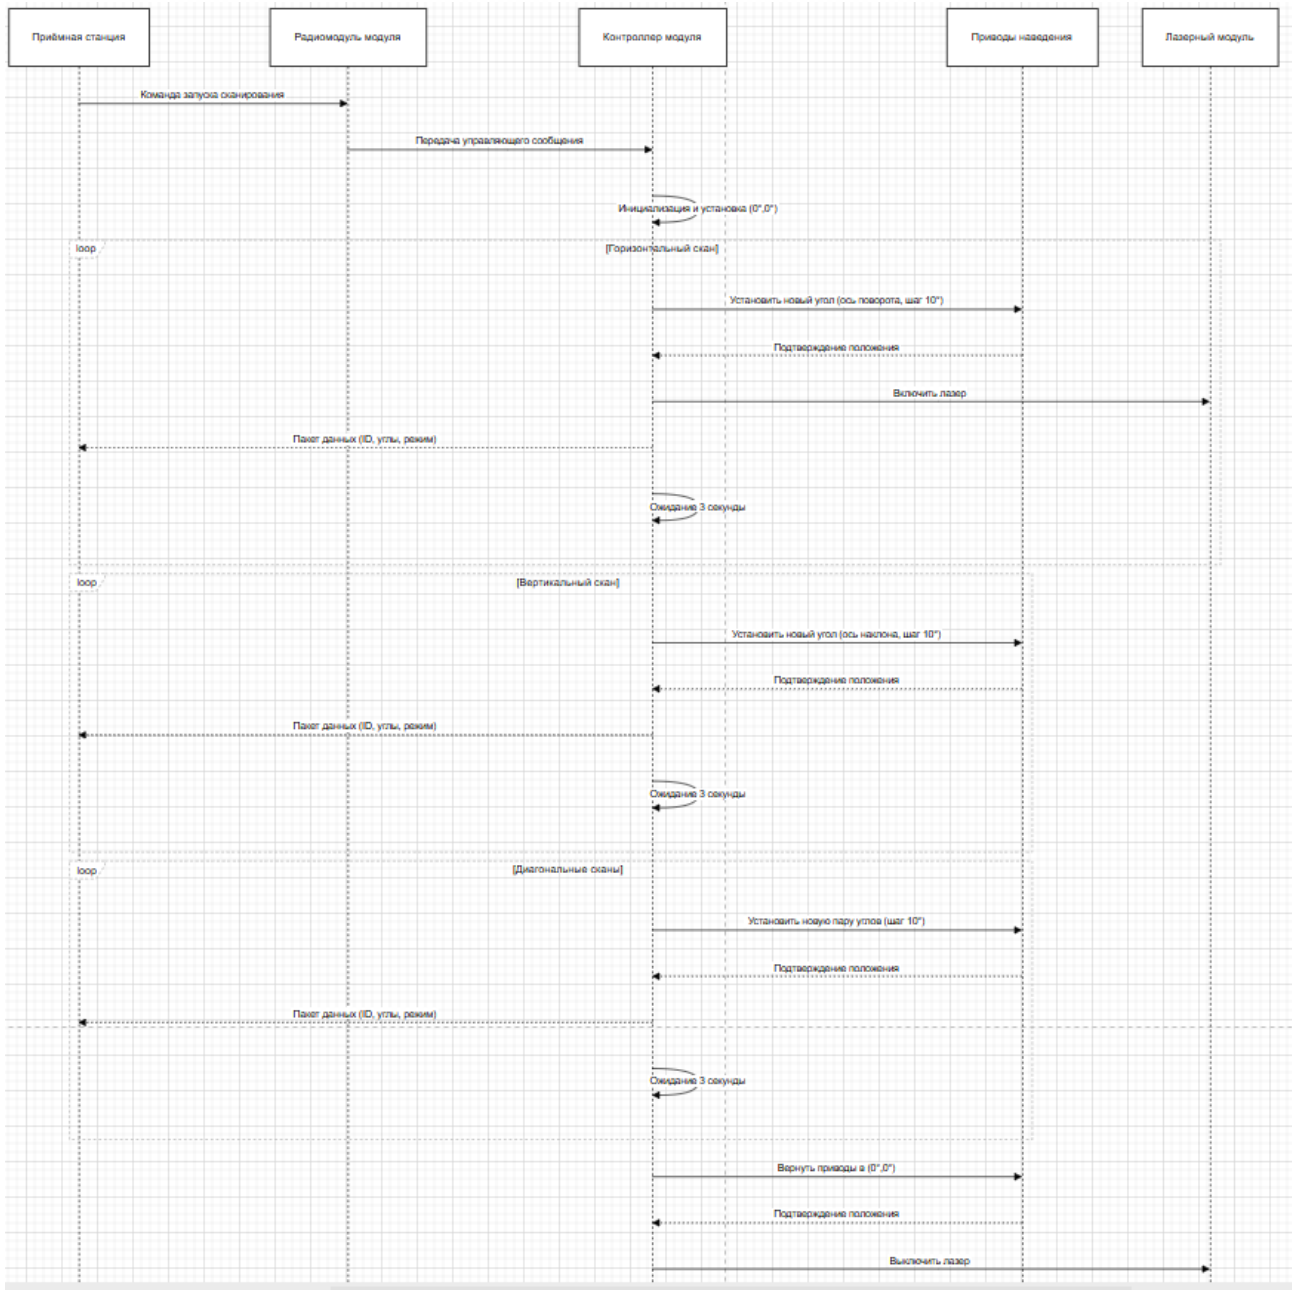 Приёмная станция
Радиомодуль модуля
Контроллер модуля
Приводы наведения
Лазерный модуль
Команда запуска сканирования
Передача управляющего сообщения
Инициализация и установка (0°,0°)
loop
[Горизонтальный скан]
Установить новый угол (ось поворота, шаг 10°)
Подтверждение положения
Включить лазер
Пакет данных (ID, углы, режим)
Ожидание 3 секунды
loop
[Вертикальный скан]
Установить новый угол (ось наклона, шаг 10°)
Подтверждение положения
Пакет данных (ID, углы, режим)
Ожидание 3 секунды
loop
[Диагональные сканы]
Установить новую пару углов (шаг 10°)
Подтверждение положения
Пакет данных (ID, углы, режим)
Ожидание 3 секунды
Вернуть приводы в (0°,0°)
Подтверждение положения
Выключить лазер